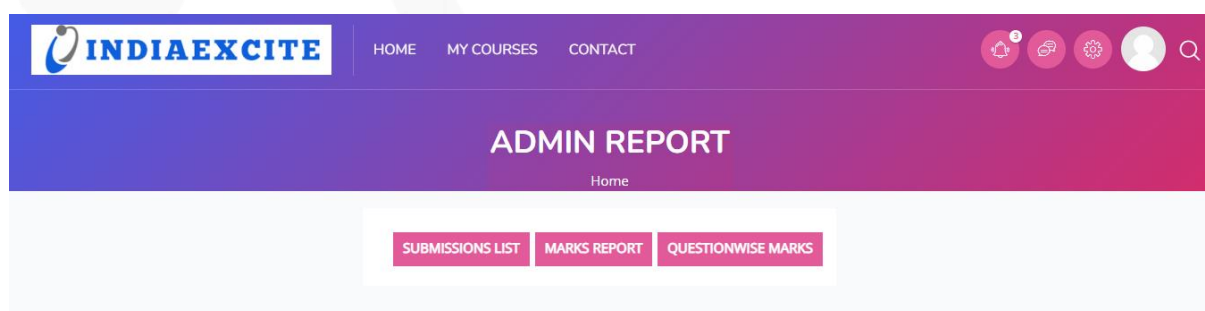 INDIAEXCITE
HOME MY COURSES CONTACT
3
ADMIN REPORT
Home
SUBMISSIONS LIST MARKS REPORT QUESTIONWISE MARKS